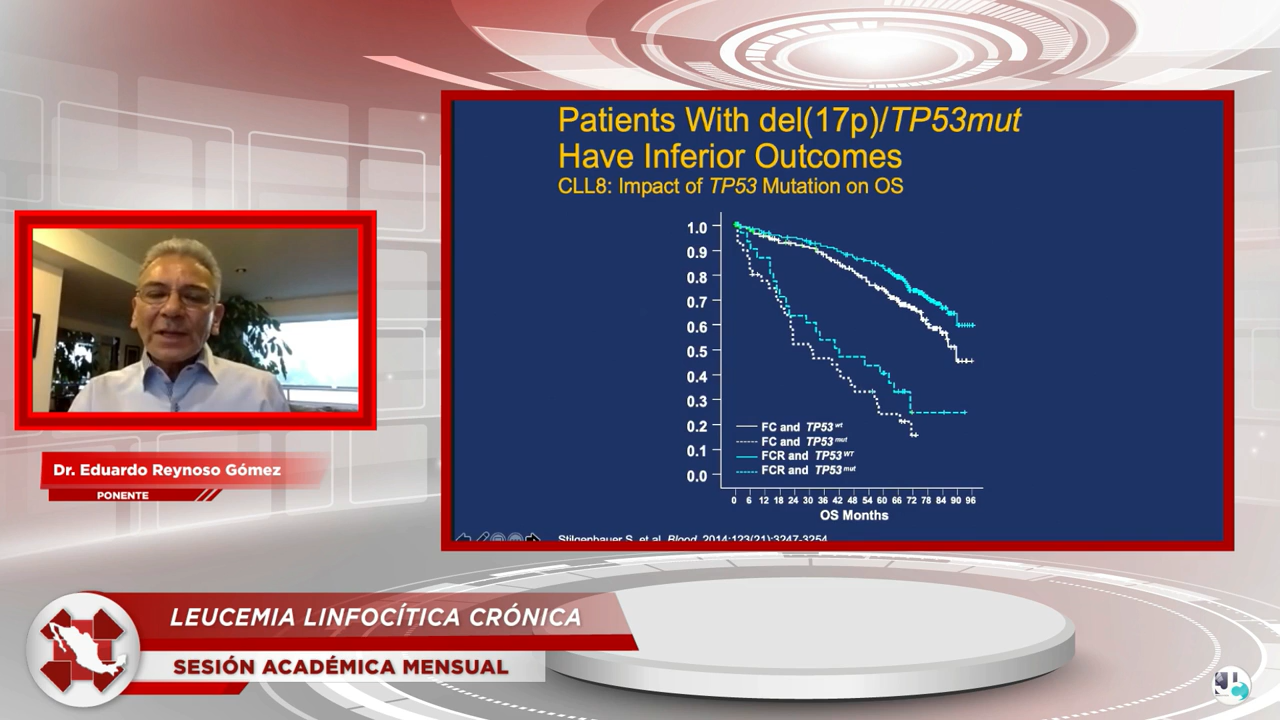 Patients With del(17p)/TP53mut
Have Inferior Outcomes
CLL8: Impact of TP53 Mutation on OS
1.0
0.9
0.8
0.7
0.6
0.5
0.4
0.3
0.2
0.1
0.0
FC and TP53 wt
FC and TP53 mut
FCR and TP53 WT
FCR and TP53 mut
0 6 12 18 24 30 36 42 48 54 60 66 72 78 84 90 96
OS Months
Stilgenbauer S, et al. Blood. 2014;123(21):3247-3254.
Dr. Eduardo Reynoso Gómez
PONENTE
LEUCEMIA LINFOCÍTICA CRÓNICA
SESIÓN ACADÉMICA MENSUAL